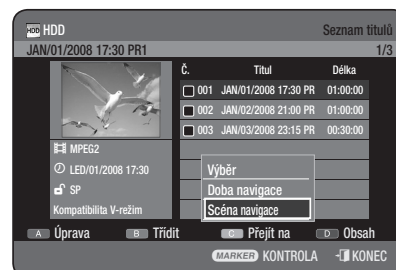 HDD HDD Seznam titulů
JAN/01/2008 17:30 PR1 1/3
Č. Titul Délka
001 JAN/01/2008 17:30 PR 01:00:00
002 JAN/02/2008 21:00 PR 01:00:00
003 JAN/03/2008 23:15 PR 00:30:00
MPEG2
LED/01/2008 17:30
SP
Kompatibilita V-režim
Výběr
Doba navigace
Scéna navigace
A Úprava B Třídit C Přejít na D Obsah
MARKER KONTROLA KONEC